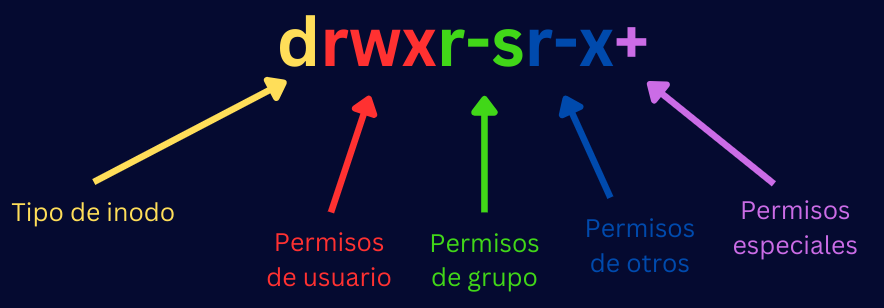 drwxr-sr-x+
Tipo de inodo
Permisos
de usuario
Permisos
de grupo
Permisos
de otros
Permisos
especiales